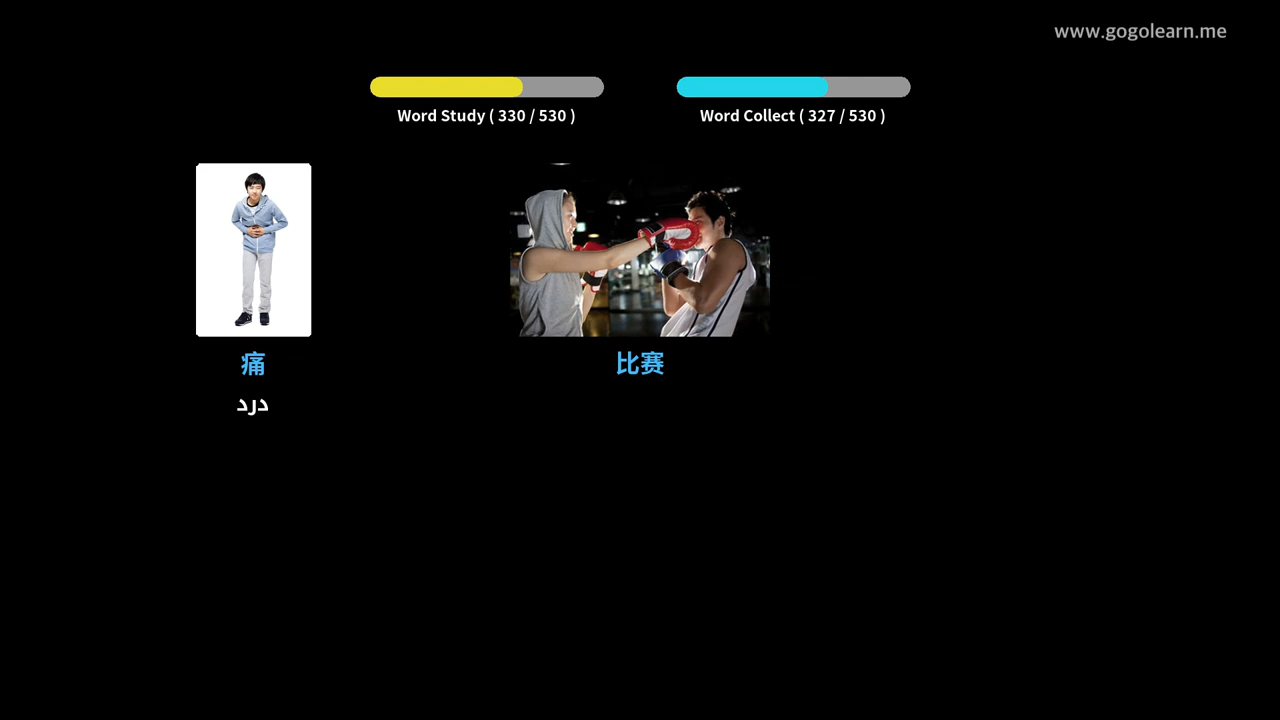 www.gogolearn.me
Word Study ( 330 / 530 )
Word Collect ( 327 / 530 )
痛
比赛
درد